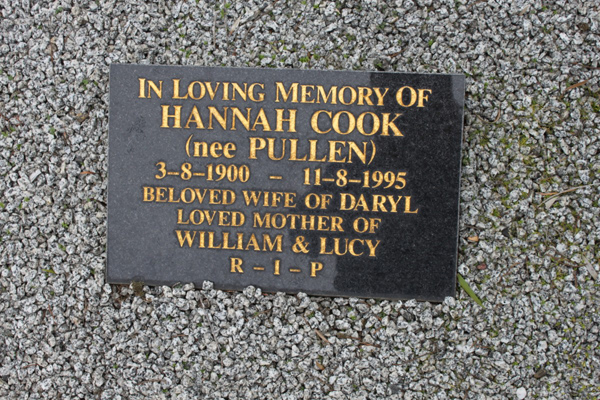 IN LOVING MEMORY OF
HANNAH COOK
(nee PULLEN)
3-8-1900 - 11-8-1995
BELOVED WIFE OF DARYL
LOVED MOTHER OF
WILLIAM & LUCY
R - I - P